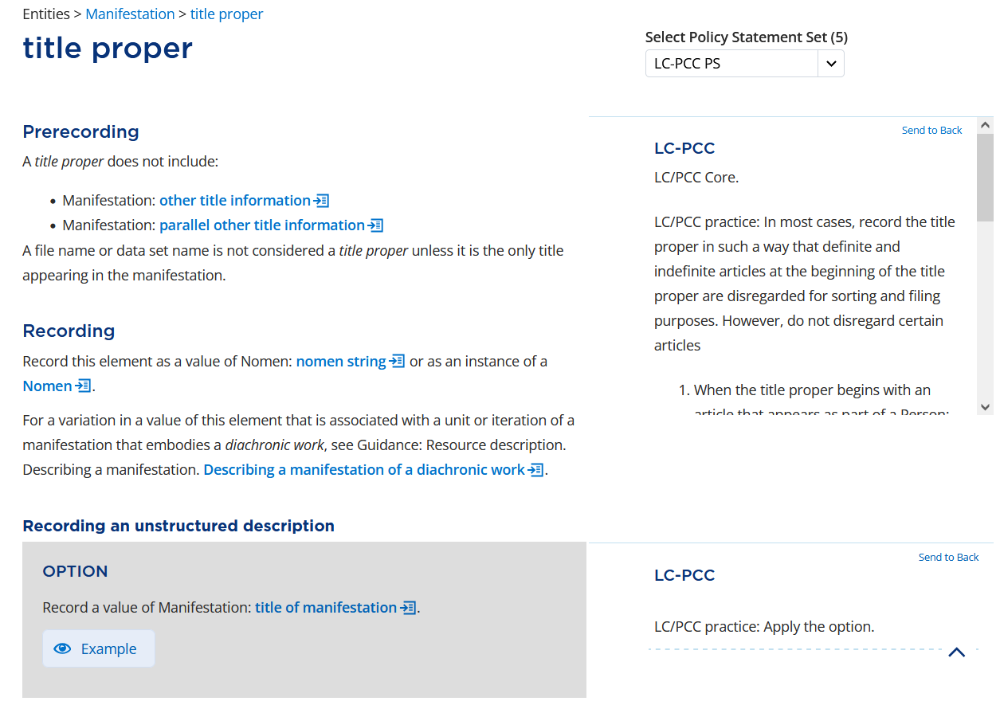 Entities > Manifestation > title proper
title proper
Select Policy Statement Set (5)
LC-PCC PS
Prerecording
A title proper does not include:
• Manifestation: other title information
• Manifestation: parallel other title information
A file name or data set name is not considered a title proper unless it is the only title
appearing in the manifestation.
Recording
Record this element as a value of Nomen: nomen string or as an instance of a
Nomen.
For a variation in a value of this element that is associated with a unit or iteration of a
manifestation that embodies a diachronic work, see Guidance: Resource description.
Describing a manifestation. Describing a manifestation of a diachronic work.
Send to Back
LC-PCC
LC/PCC Core.
LC/PCC practice: In most cases, record the title
proper in such a way that definite and
indefinite articles at the beginning of the title
proper are disregarded for sorting and filing
purposes. However, do not disregard certain
articles
1. When the title proper begins with an
article that appears as part of a Person:
Recording an unstructured description
OPTION
Record a value of Manifestation: title of manifestation.
Example
Send to Back
LC-PCC
LC/PCC practice: Apply the option.